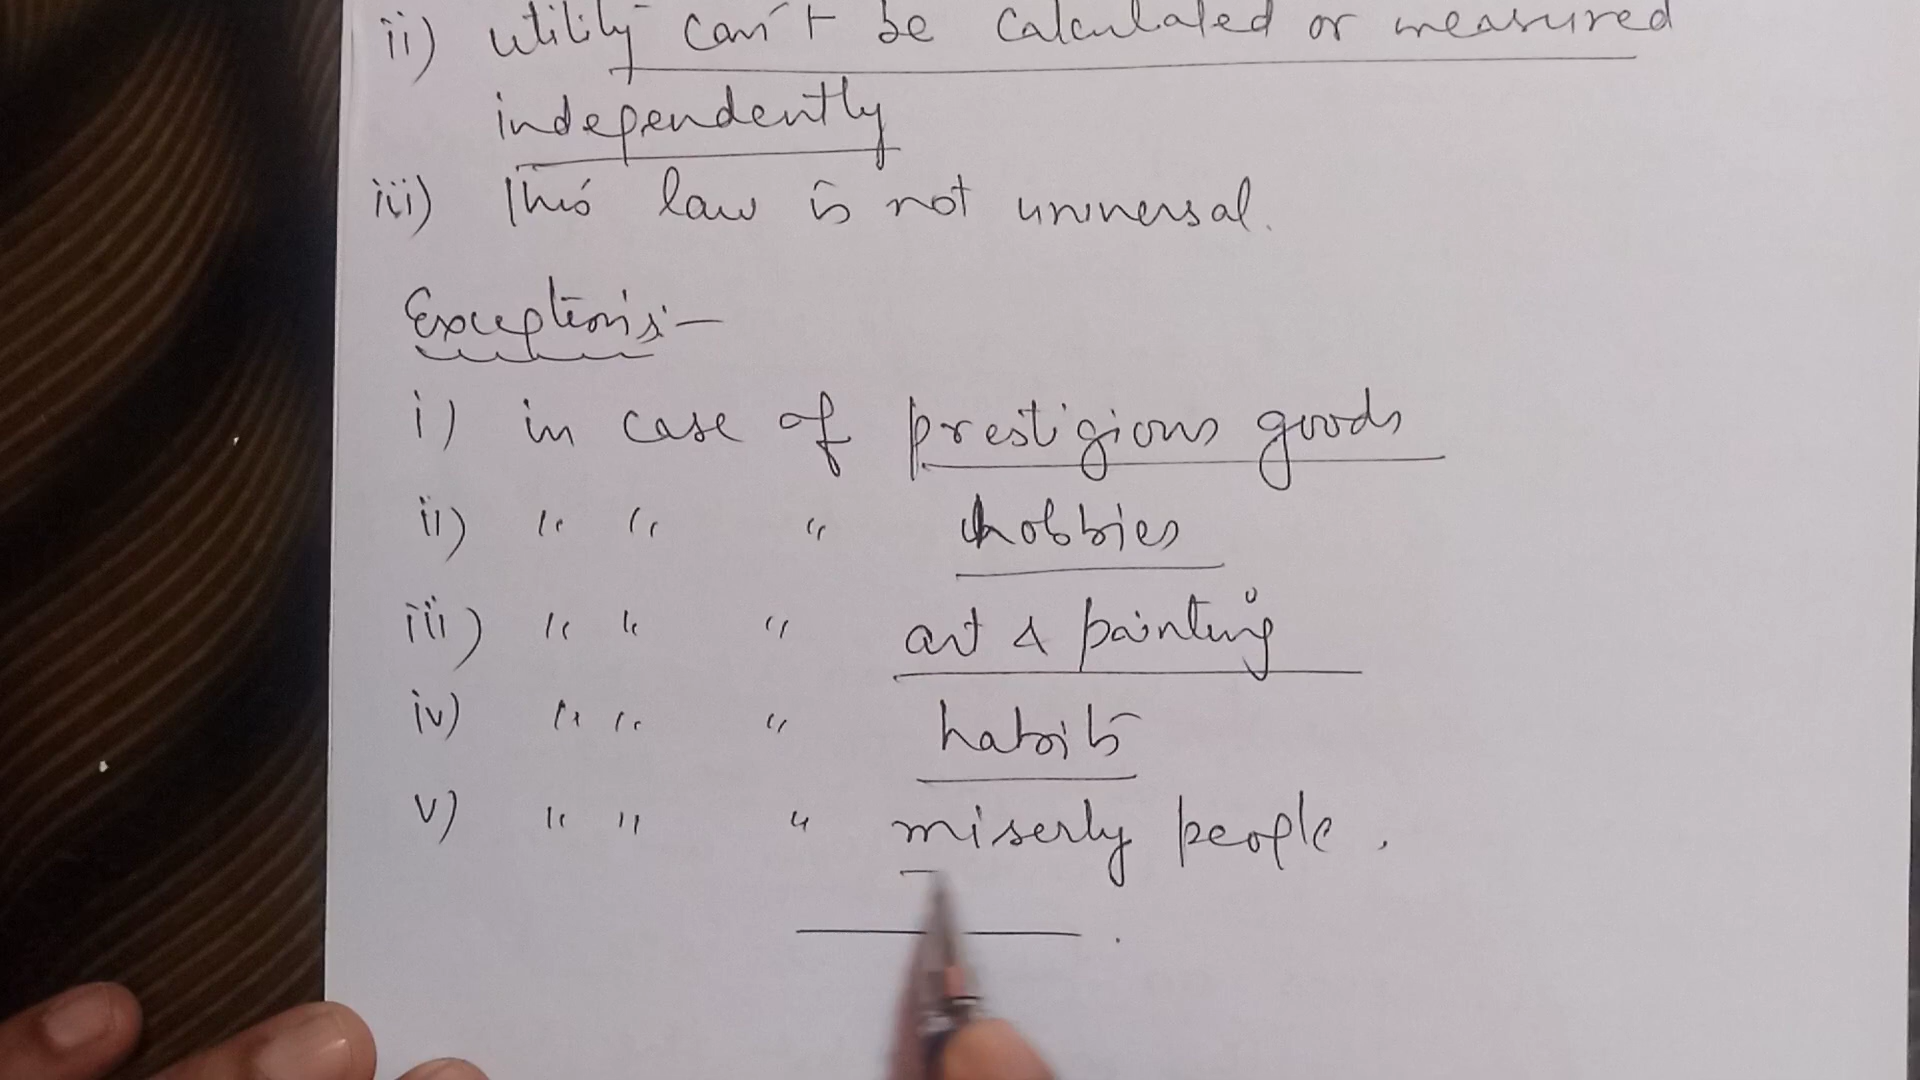 ii) utility can't be calculated or measured
independently
iii) This law is not universal.
Exceptions:-
i) in case of prestigious goods
ii) " " " hobbies
iii) " " " art & painting
iv) " " " habits
v) " " " miserly people.